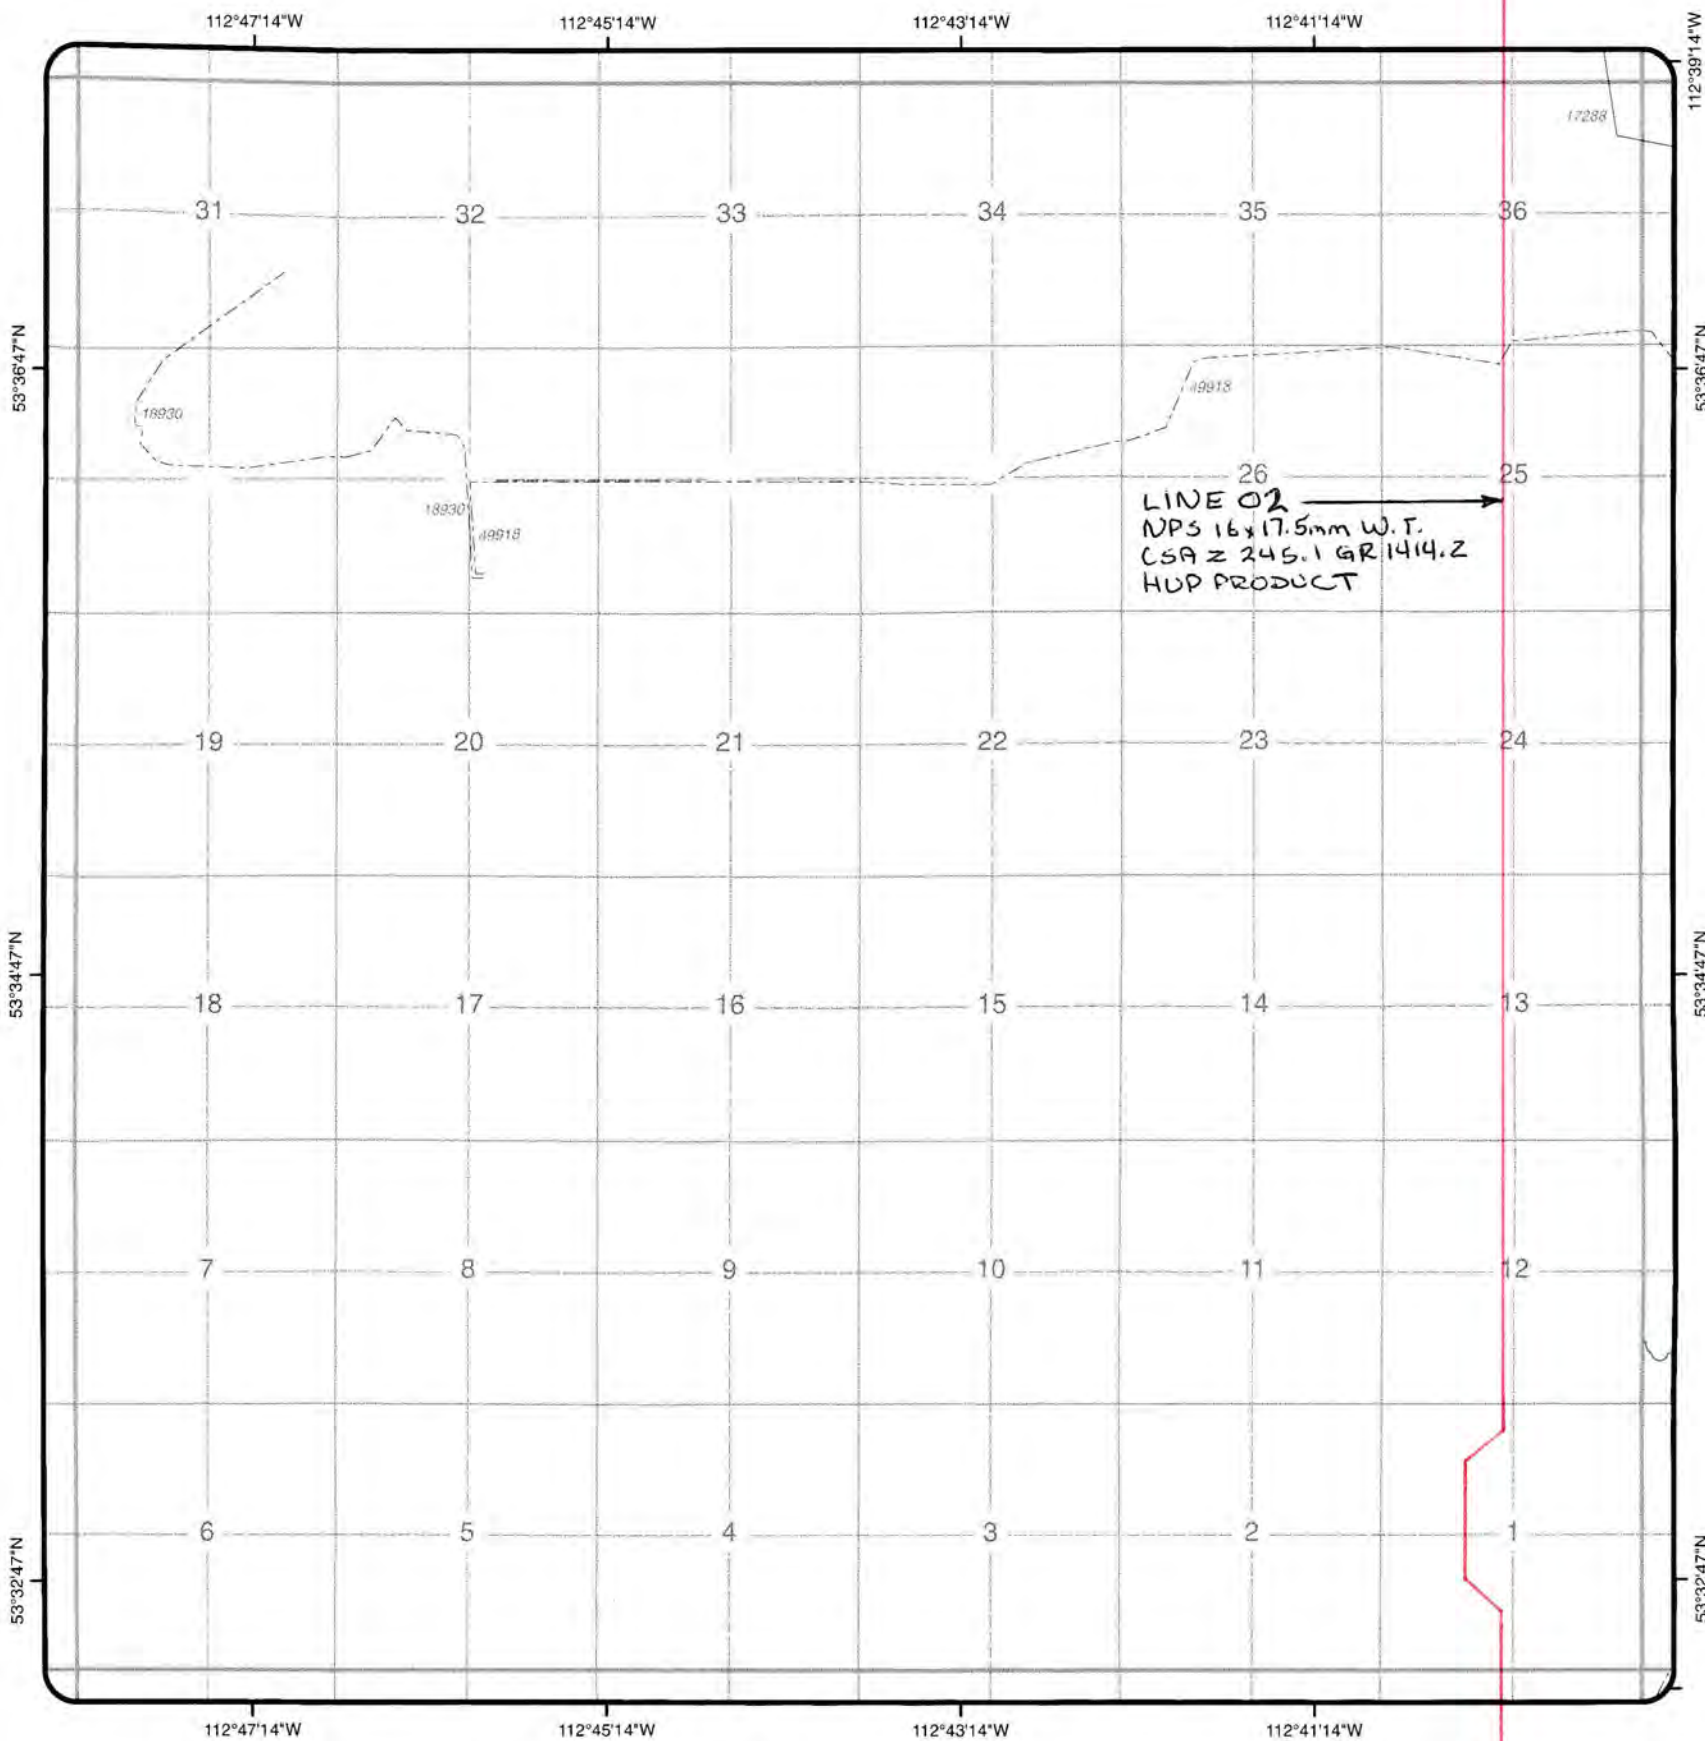 112°47'14"W 112°45'14"W 112°43'14"W 112°41'14"W
112°39'14"W
17288
31 32 33 34 35 36
53°36'47"N 53°36'47"N
49918
18930
26 25
LINE 02
18930
NPS 16x17.5mm W.T.
49918
CSA Z 245.1 GR 1414.2
HUP PRODUCT
19 20 21 22 23 24
53°34'47"N 53°34'47"N
18 17 16 15 14 13
7 8 9 10 11 12
6 5 4 3 2 1
53°32'47"N 53°32'47"N
112°47'14"W 112°45'14"W 112°43'14"W 112°41'14"W